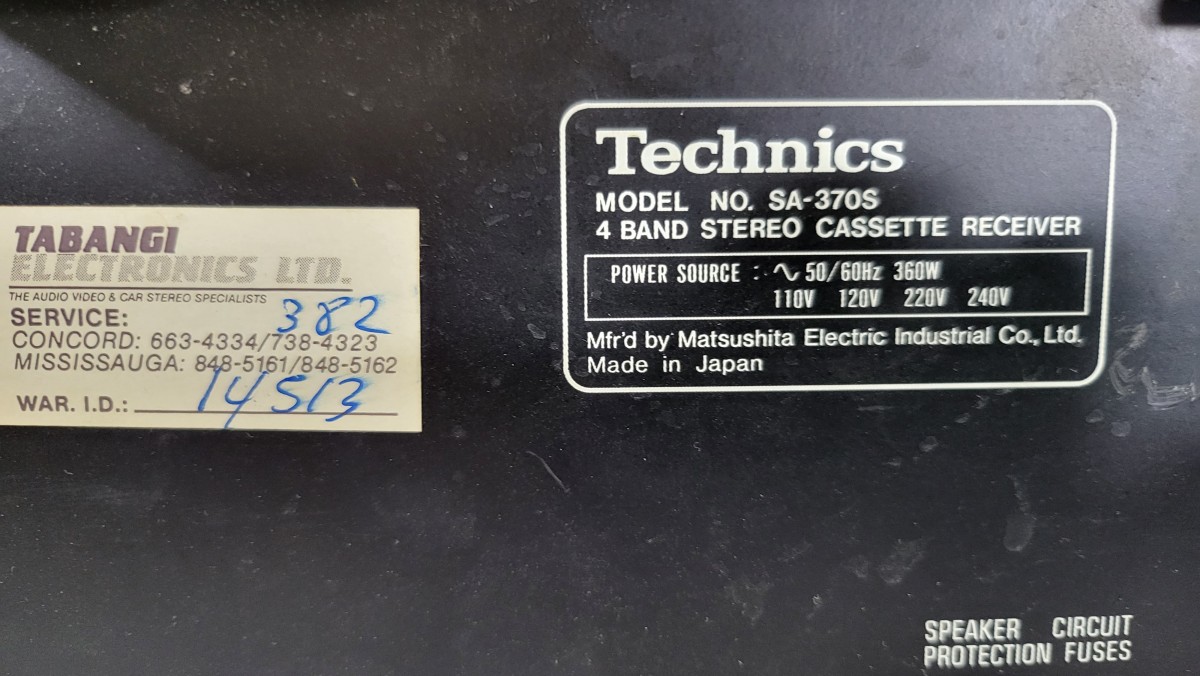 TABANGI
ELECTRONICS LTD.
THE AUDIO VIDEO & CAR STEREO SPECIALISTS
SERVICE: 382
CONCORD: 663-4334/738-4323
MISSISSAUGA: 848-5161/848-5162
WAR. I.D.: 14513
Technics
MODEL NO. SA-370S
4 BAND STEREO CASSETTE RECEIVER
POWER SOURCE : ∿ 50/60Hz 360W
110V 120V 220V 240V
Mfr'd by Matsushita Electric Industrial Co., Ltd.
Made in Japan
SPEAKER CIRCUIT
PROTECTION FUSES